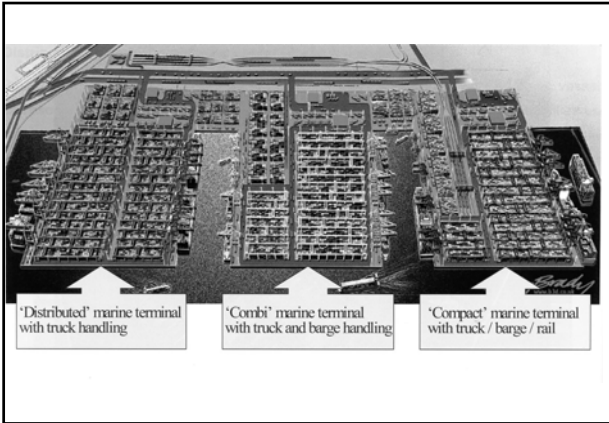 'Distributed' marine terminal
with truck handling
'Combi' marine terminal
with truck and barge handling
'Compact' marine terminal
with truck / barge / rail